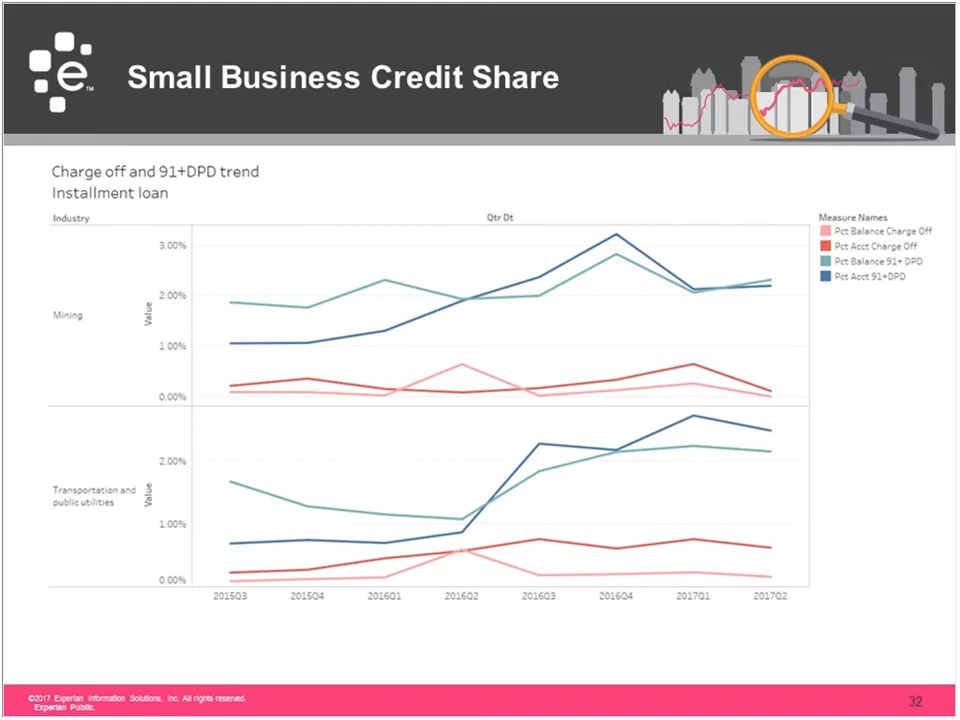 e™
Small Business Credit Share
Charge off and 91+DPD trend
Installment loan
Industry
Qtr Dt
Measure Names
Pct Balance Charge Off
Pct Acct Charge Off
Pct Balance 91+ DPD
Pct Acct 91+DPD
Mining
Value
3.00%
2.00%
1.00%
0.00%
Transportation and
public utilities
Value
2.00%
1.00%
0.00%
2015Q3 2015Q4 2016Q1 2016Q2 2016Q3 2016Q4 2017Q1 2017Q2
©2017 Experian Information Solutions, Inc. All rights reserved.
Experian Public.
32